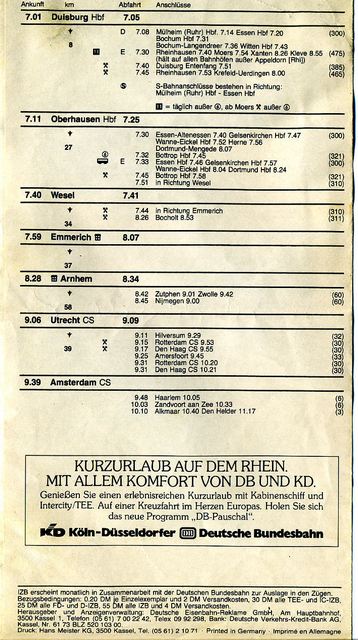 Ankunft km Abfahrt Anschlüsse
7.01 Duisburg Hbf 7.05
D 7.08 Mülheim (Ruhr) Hbf. 7.14 Essen Hbf 7.20 (300)
Bochum Hbf 7.31
8 Bochum-Langendreer 7.36 Witten Hbf 7.43
E 7.30 Rheinhausen 7.40 Moers 7.54 Xanten 8.26 Kleve 8.55 (475)
(hält auf allen Bahnhöfen außer Appeldorn [Rhl])
7.40 Duisburg Entenfang 7.51 (385)
7.45 Rheinhausen 7.53 Krefeld-Uerdingen 8.00 (465)
Ⓢ S-Bahnanschlüsse bestehen in Richtung:
Mülheim (Ruhr) Hbf - Essen Hbf
= täglich außer ⑥, ab Moers ⚒ außer ⑥
7.11 Oberhausen Hbf 7.25
7.30 Essen-Altenessen 7.40 Gelsenkirchen Hbf 7.47 (300)
27 Wanne-Eickel Hbf 7.52 Herne 7.56
Dortmund-Mengede 8.07
7.32 Bottrop Hbf 7.45 (321)
E 7.33 Essen Hbf 7.46 Gelsenkirchen Hbf 7.57 (300)
Wanne-Eickel Hbf 8.04 Dortmund Hbf 8.24
7.45 Bottrop Hbf 7.58 (321)
7.51 in Richtung Wesel (310)
7.40 Wesel 7.41
7.44 in Richtung Emmerich (310)
34 8.26 Bocholt 8.53 (311)
7.59 Emmerich 8.07
37
8.28 Arnhem 8.34
8.42 Zutphen 9.01 Zwolle 9.42 (60)
58 8.45 Nijmegen 9.00 (60)
9.06 Utrecht CS 9.09
9.11 Hilversum 9.29 (32)
9.15 Rotterdam CS 9.53 (30)
39 9.17 Den Haag CS 9.55 (30)
9.25 Amersfoort 9.45 (33)
9.31 Rotterdam CS 10.20 (30)
9.31 Den Haag CS 10.21 (30)
9.39 Amsterdam CS
9.48 Haarlem 10.05 (6)
10.03 Zandvoort aan Zee 10.33 (6)
10.10 Alkmaar 10.40 Den Helder 11.17 (3)
KURZURLAUB AUF DEM RHEIN.
MIT ALLEM KOMFORT VON DB UND KD.
Genießen Sie einen erlebnisreichen Kurzurlaub mit Kabinenschiff und
Intercity/TEE. Auf einer Kreuzfahrt im Herzen Europas. Holen Sie sich
das neue Programm „DB-Pauschal“.
KD Köln-Düsseldorfer DB Deutsche Bundesbahn
IZB erscheint monatlich in Zusammenarbeit mit der Deutschen Bundesbahn zur Auslage in den Zügen.
Bezugsbedingungen: 0.20 DM je Einzelexemplar und 2 DM Versandkosten, 30 DM alle TEE- und IC-IZB,
25 DM alle FD- und D-IZB, 55 DM alle IZB und 4 DM Versandkosten.
Herausgeber und Anzeigenverwaltung: Deutsche Eisenbahn-Reklame GmbH, Am Hauptbahnhof,
3500 Kassel 1, Telefon (05 61) 7 00 22 42, Telex 09 92 298, Bank: Deutsche Verkehrs-Kredit-Bank AG,
Kassel, Nr. 61 73 BLZ 520 103 00.
Druck: Hans Meister KG, 3500 Kassel, Tel. (05 61) 2 10 71 · Printed in Germany · Imprimé en Allemagne